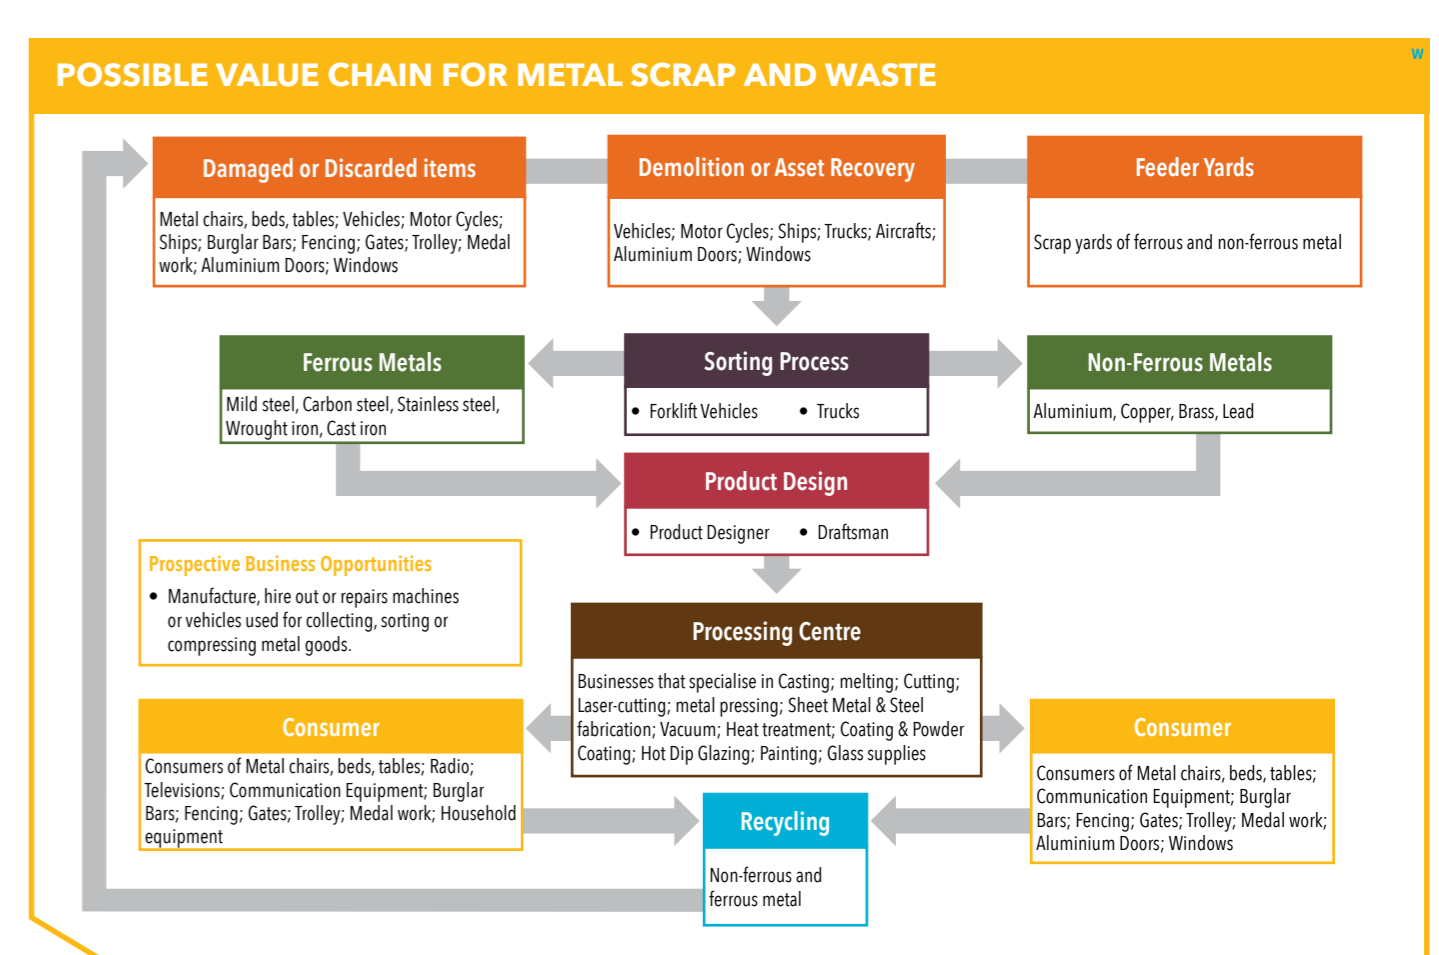 W
POSSIBLE VALUE CHAIN FOR METAL SCRAP AND WASTE
Damaged or Discarded items
Metal chairs, beds, tables; Vehicles; Motor Cycles;
Ships; Burglar Bars; Fencing; Gates; Trolley; Medal
work; Aluminium Doors; Windows
Demolition or Asset Recovery
Vehicles; Motor Cycles; Ships; Trucks; Aircrafts;
Aluminium Doors; Windows
Feeder Yards
Scrap yards of ferrous and non-ferrous metal
Ferrous Metals
Mild steel, Carbon steel, Stainless steel,
Wrought iron, Cast iron
Sorting Process
• Forklift Vehicles • Trucks
Non-Ferrous Metals
Aluminium, Copper, Brass, Lead
Product Design
• Product Designer • Draftsman
Prospective Business Opportunities
• Manufacture, hire out or repairs machines
or vehicles used for collecting, sorting or
compressing metal goods.
Processing Centre
Businesses that specialise in Casting; melting; Cutting;
Laser-cutting; metal pressing; Sheet Metal & Steel
fabrication; Vacuum; Heat treatment; Coating & Powder
Coating; Hot Dip Glazing; Painting; Glass supplies
Consumer
Consumers of Metal chairs, beds, tables; Radio;
Televisions; Communication Equipment; Burglar
Bars; Fencing; Gates; Trolley; Medal work; Household
equipment
Consumer
Consumers of Metal chairs, beds, tables;
Communication Equipment; Burglar
Bars; Fencing; Gates; Trolley; Medal work;
Aluminium Doors; Windows
Recycling
Non-ferrous and
ferrous metal